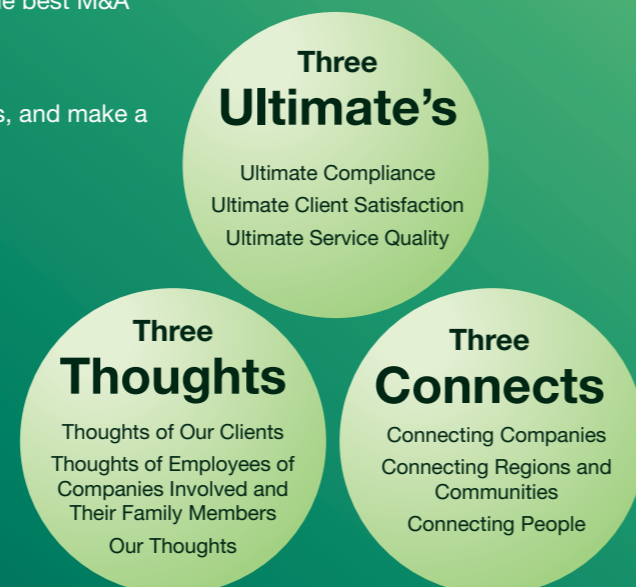 best M&A
s, and make a
Three
Ultimate's
Ultimate Compliance
Ultimate Client Satisfaction
Ultimate Service Quality
Three
Thoughts
Thoughts of Our Clients
Thoughts of Employees of
Companies Involved and
Their Family Members
Our Thoughts
Three
Connects
Connecting Companies
Connecting Regions and
Communities
Connecting People